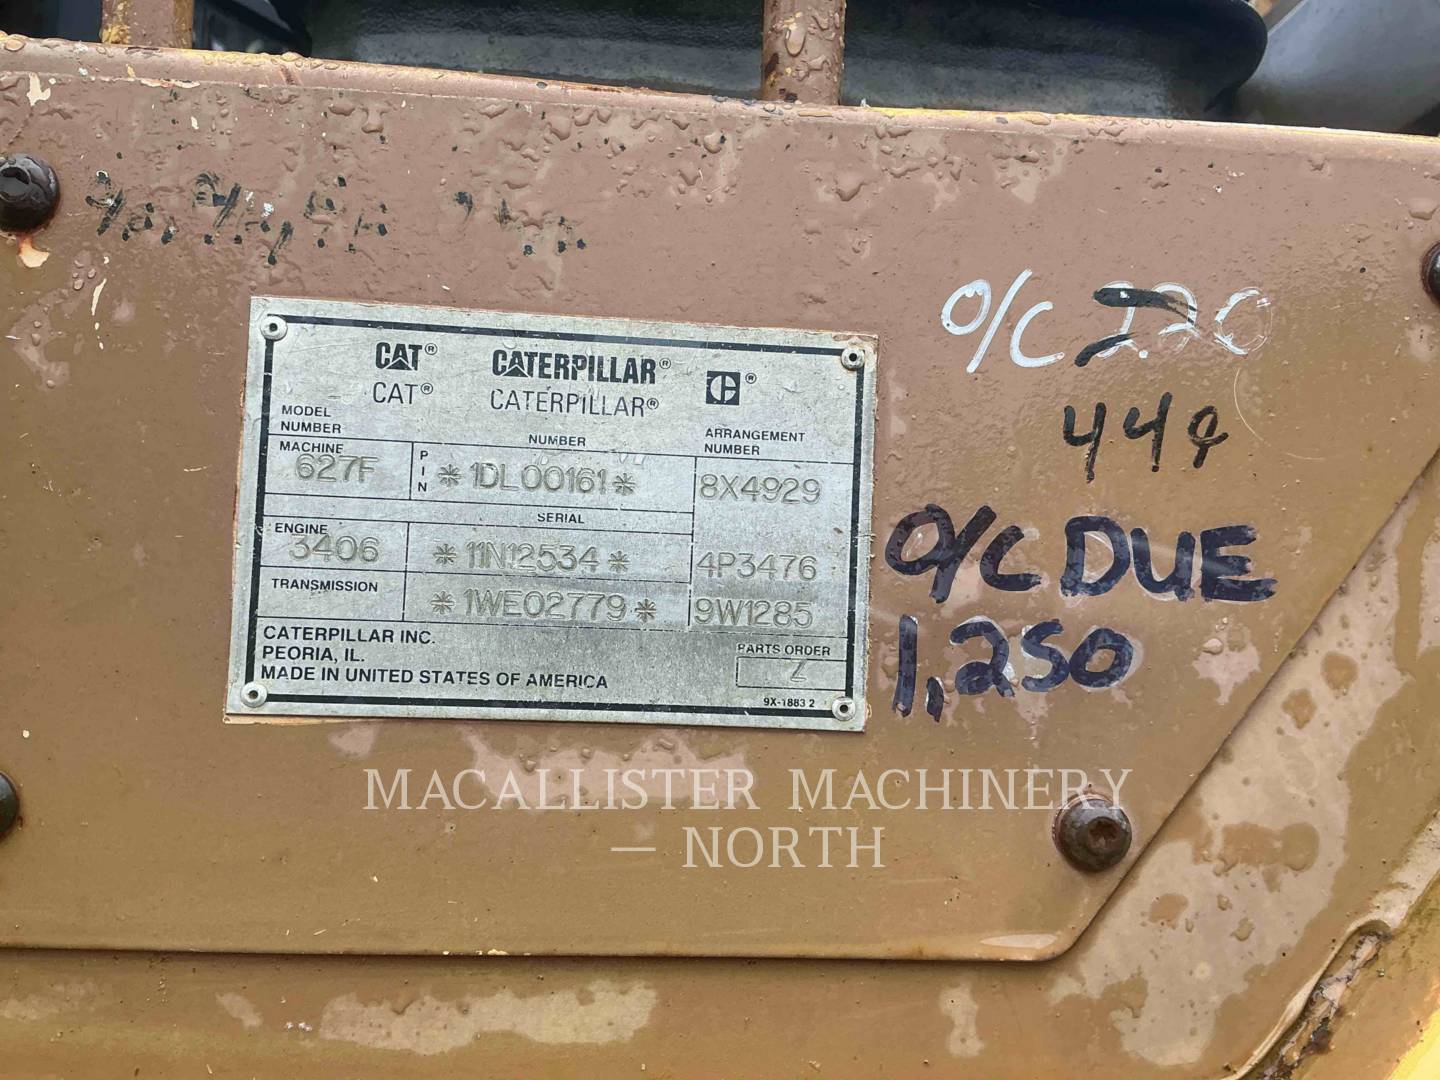 CAT® CATERPILLAR® C®
CAT® CATERPILLAR®
MODEL NUMBER NUMBER ARRANGEMENT NUMBER
MACHINE 627F PIN *1DL00161* 8X4929
SERIAL
ENGINE 3406 *11N12534* 4P3476
TRANSMISSION *1WE02779* 9W1285
CATERPILLAR INC.
PEORIA, IL.
MADE IN UNITED STATES OF AMERICA
PARTS ORDER
Z
9X-1883 2
O/C 220
O/C DUE
1,250
MACALLISTER MACHINERY
— NORTH